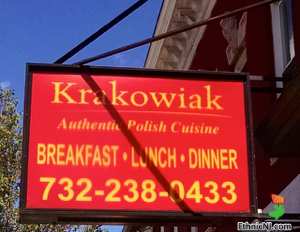 Krakowiak
Authentic Polish Cuisine
BREAKFAST • LUNCH • DINNER
732-238-0433
EthnicNJ.com